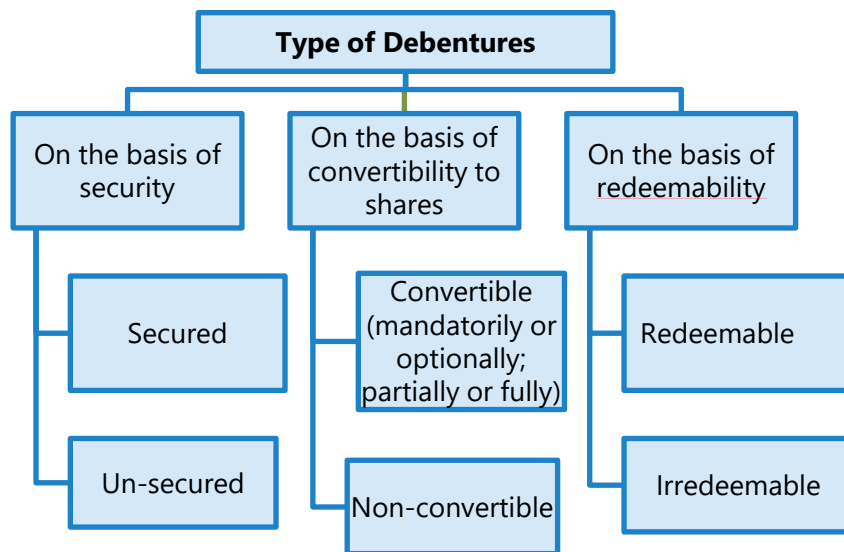 Type of Debentures
On the basis of
security
On the basis of
convertibility to
shares
On the basis of
redeemability
Secured
Un-secured
Convertible
(mandatorily or
optionally;
partially or fully)
Non-convertible
Redeemable
Irredeemable